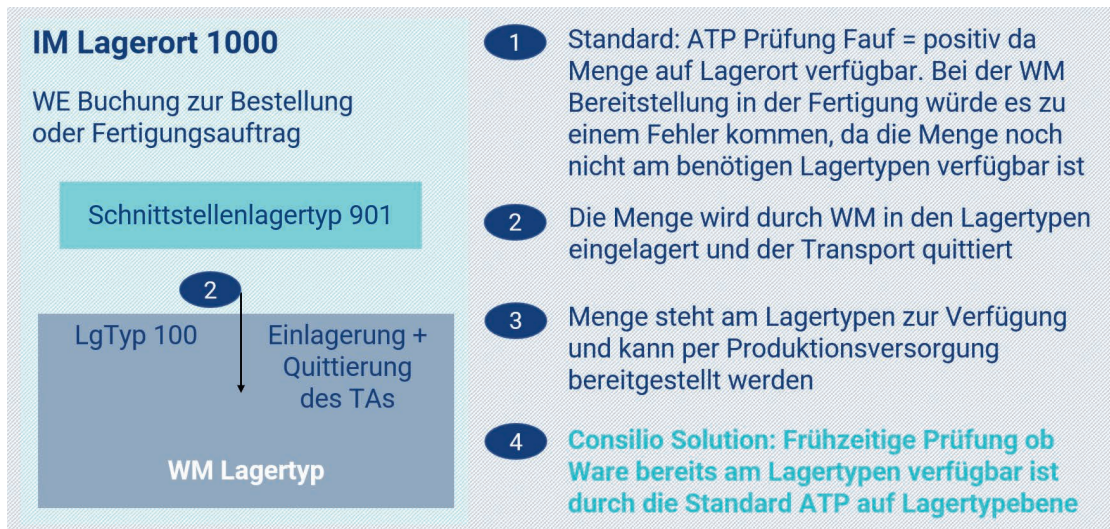 IM Lagerort 1000
WE Buchung zur Bestellung
oder Fertigungsauftrag
Schnittstellenlagertyp 901
2
LgTyp 100
Einlagerung +
Quittierung
des TAs
WM Lagertyp
1
Standard: ATP Prüfung Fauf = positiv da
Menge auf Lagerort verfügbar. Bei der WM
Bereitstellung in der Fertigung würde es zu
einem Fehler kommen, da die Menge noch
nicht am benötigen Lagertypen verfügbar ist
2
Die Menge wird durch WM in den Lagertypen
eingelagert und der Transport quittiert
3
Menge steht am Lagertypen zur Verfügung
und kann per Produktionsversorgung
bereitgestellt werden
4
Consilio Solution: Frühzeitige Prüfung ob
Ware bereits am Lagertypen verfügbar ist
durch die Standard ATP auf Lagertypebene